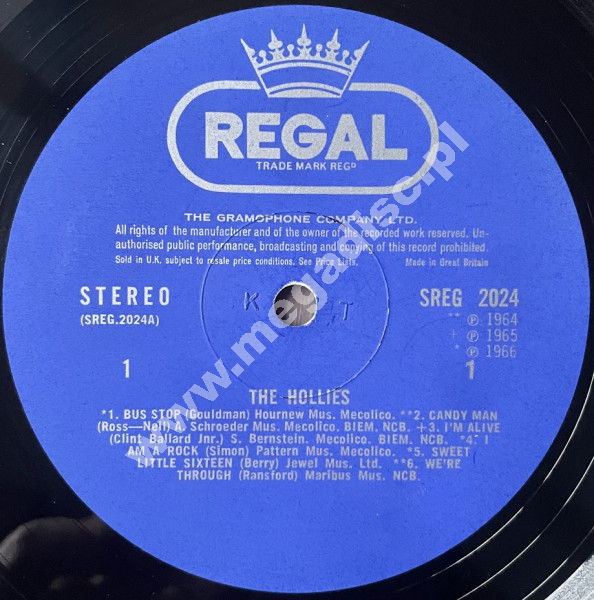 REGAL
TRADE MARK REGD
THE GRAMOPHONE COMPANY LTD.
All rights of the manufacturer and of the owner of the recorded work reserved. Un-
authorised public performance, broadcasting and copying of this record prohibited.
Sold in U.K. subject to resale price conditions. See Price Lists. Made in Great Britain
STEREO
(SREG.2024A)
SREG 2024
** ℗ 1964
+ ℗ 1965
* ℗ 1966
K T
1
1
THE HOLLIES
*1. BUS STOP (Gouldman) Hournew Mus. Mecolico. **2. CANDY MAN
(Ross—Neil) A. Schroeder Mus. Mecolico. BIEM. NCB. +3. I'M ALIVE
(Clint Ballard Jnr.) S. Bernstein. Mecolico. BIEM. NCB. *4. I
AM A ROCK (Simon) Pattern Mus. Mecolico. *5. SWEET
LITTLE SIXTEEN (Berry) Jewel Mus. Ltd. **6. WE'RE
THROUGH (Ransford) Maribus Mus. NCB.
www.megadisc.pl